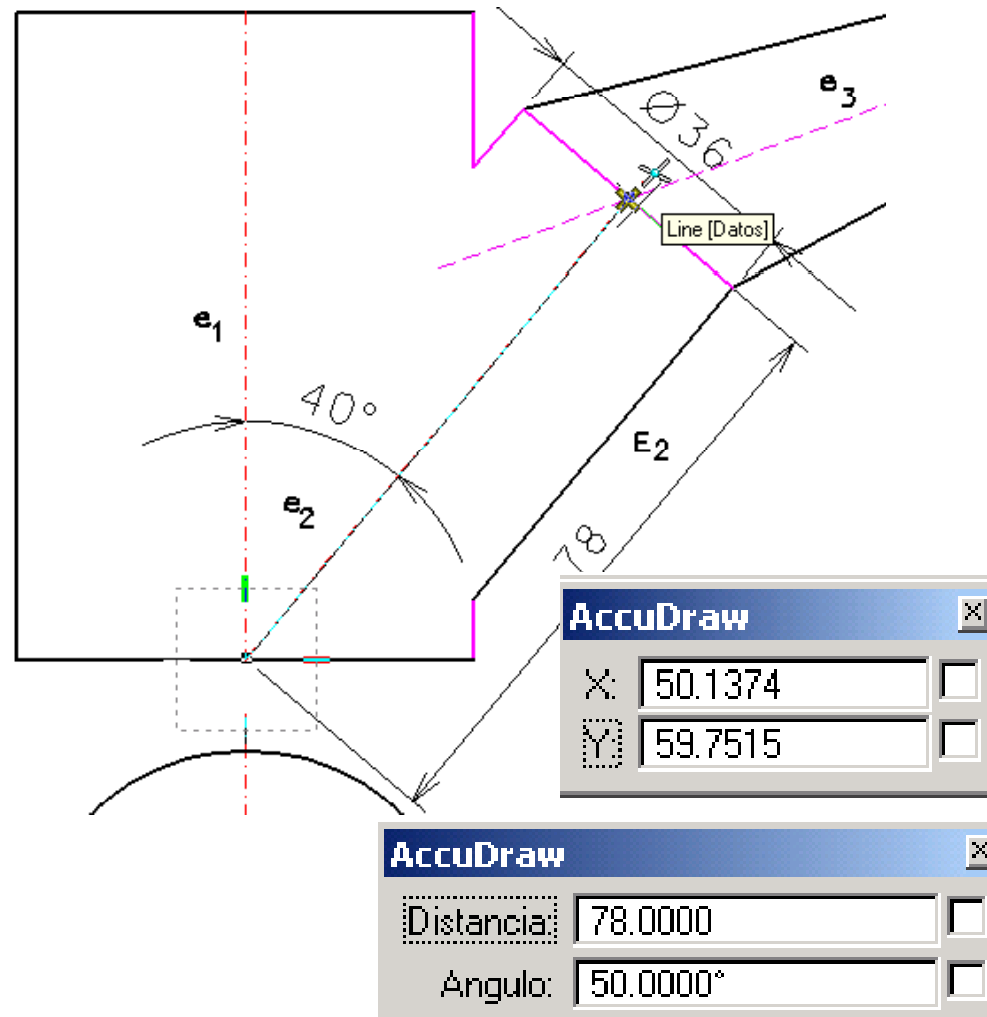 e3
Ø36
Line [Datos]
e1
40°
e2
E2
78
AccuDraw
X: 50.1374
Y: 59.7515
AccuDraw
Distancia: 78.0000
Angulo: 50.0000°